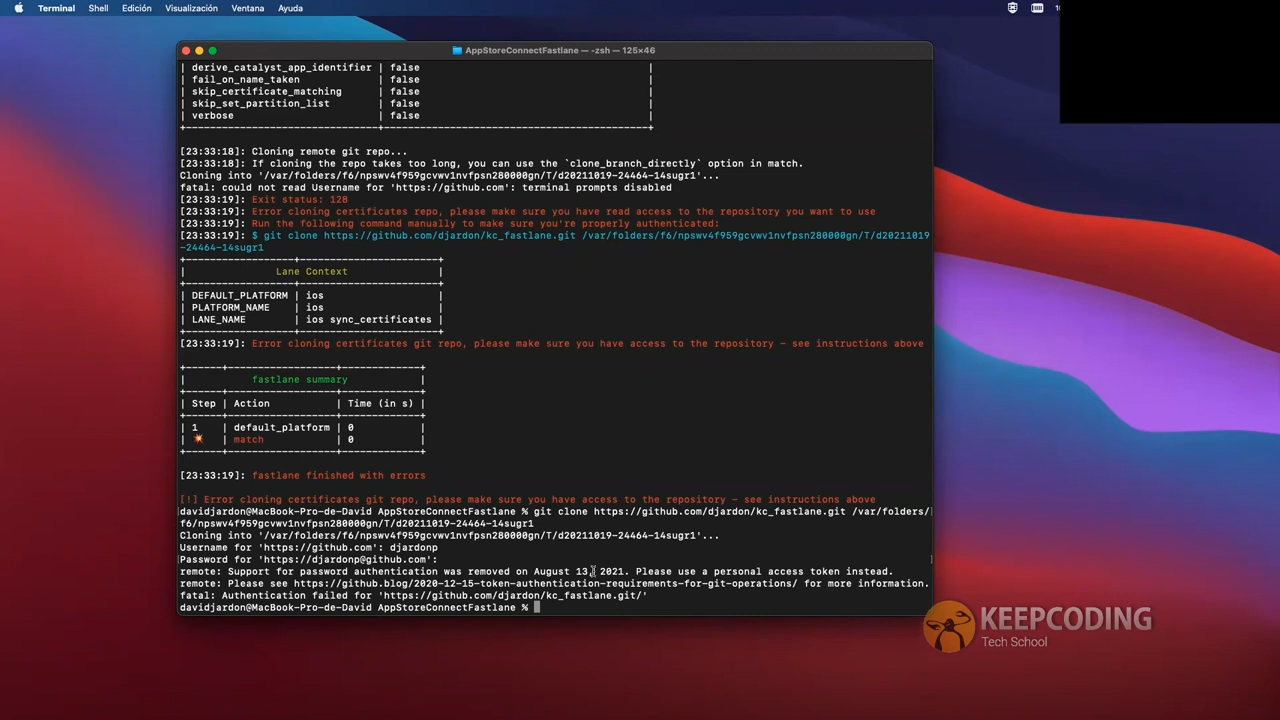 Terminal Shell Edición Visualización Ventana Ayuda
AppStoreConnectFastlane — -zsh — 125×46
| derive_catalyst_app_identifier | false |
| fail_on_name_taken | false |
| skip_certificate_matching | false |
| skip_set_partition_list | false |
| verbose | false |
+--------------------------------+------------------------------------------+
[23:33:18]: Cloning remote git repo...
[23:33:18]: If cloning the repo takes too long, you can use the `clone_branch_directly` option in match.
Cloning into '/var/folders/f6/npswv4f959gcvwv1nvfpsn280000gn/T/d20211019-24464-14sugr1'...
fatal: could not read Username for 'https://github.com': terminal prompts disabled
[23:33:19]: Exit status: 128
[23:33:19]: Error cloning certificates repo, please make sure you have read access to the repository you want to use
[23:33:19]: Run the following command manually to make sure you're properly authenticated:
[23:33:19]: $ git clone https://github.com/djardon/kc_fastlane.git /var/folders/f6/npswv4f959gcvwv1nvfpsn280000gn/T/d20211019
-24464-14sugr1
+------------------+-----------------------+
| Lane Context |
+------------------+-----------------------+
| DEFAULT_PLATFORM | ios |
| PLATFORM_NAME | ios |
| LANE_NAME | ios sync_certificates |
+------------------+-----------------------+
[23:33:19]: Error cloning certificates git repo, please make sure you have access to the repository - see instructions above
+------+------------------+-------------+
| fastlane summary |
+------+------------------+-------------+
| Step | Action | Time (in s) |
+------+------------------+-------------+
| 1 | default_platform | 0 |
| 💥 | match | 0 |
+------+------------------+-------------+
[23:33:19]: fastlane finished with errors
[!] Error cloning certificates git repo, please make sure you have access to the repository - see instructions above
davidjardon@MacBook-Pro-de-David AppStoreConnectFastlane % git clone https://github.com/djardon/kc_fastlane.git /var/folders/
f6/npswv4f959gcvwv1nvfpsn280000gn/T/d20211019-24464-14sugr1
Cloning into '/var/folders/f6/npswv4f959gcvwv1nvfpsn280000gn/T/d20211019-24464-14sugr1'...
Username for 'https://github.com': djardonp
Password for 'https://djardonp@github.com':
remote: Support for password authentication was removed on August 13, 2021. Please use a personal access token instead.
remote: Please see https://github.blog/2020-12-15-token-authentication-requirements-for-git-operations/ for more information.
fatal: Authentication failed for 'https://github.com/djardon/kc_fastlane.git/'
davidjardon@MacBook-Pro-de-David AppStoreConnectFastlane %
KEEPCODING
Tech School